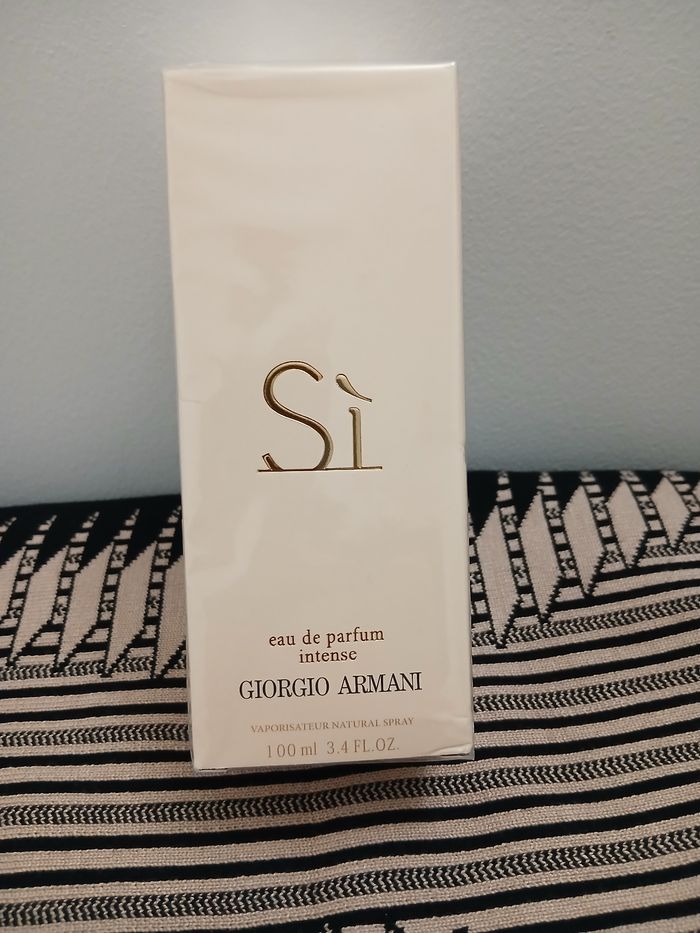 Sì
eau de parfum
intense
GIORGIO ARMANI
VAPORISATEUR NATURAL SPRAY
100 ml 3.4 FL.OZ.